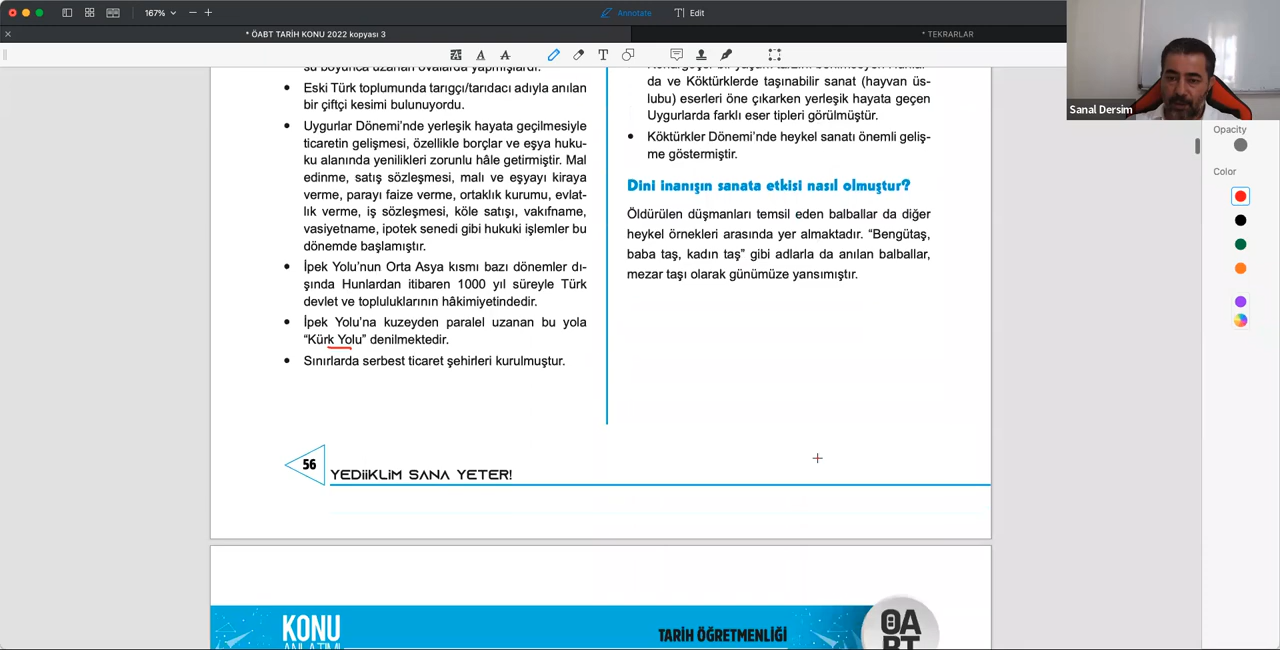 167%
Annotate
Edit
* ÖABT TARİH KONU 2022 kopyası 3
* TEKRARLAR
Sanal Dersim
Opacity
Color
su boyunca uzanan ovalarda yapmışlardır.
• Eski Türk toplumunda tarıgçı/tarıdacı adıyla anılan
bir çiftçi kesimi bulunuyordu.
• Uygurlar Dönemi’nde yerleşik hayata geçilmesiyle
ticaretin gelişmesi, özellikle borçlar ve eşya huku-
ku alanında yenilikleri zorunlu hâle getirmiştir. Mal
edinme, satış sözleşmesi, malı ve eşyayı kiraya
verme, parayı faize verme, ortaklık kurumu, evlat-
lık verme, iş sözleşmesi, köle satışı, vakıfname,
vasiyetname, ipotek senedi gibi hukuki işlemler bu
dönemde başlamıştır.
• İpek Yolu’nun Orta Asya kısmı bazı dönemler dı-
şında Hunlardan itibaren 1000 yıl süreyle Türk
devlet ve topluluklarının hâkimiyetindedir.
• İpek Yolu’na kuzeyden paralel uzanan bu yola
“Kürk Yolu” denilmektedir.
• Sınırlarda serbest ticaret şehirleri kurulmuştur.
da ve Köktürklerde taşınabilir sanat (hayvan üs-
lubu) eserleri öne çıkarken yerleşik hayata geçen
Uygurlarda farklı eser tipleri görülmüştür.
• Köktürkler Dönemi’nde heykel sanatı önemli geliş-
me göstermiştir.
Dini inanışın sanata etkisi nasıl olmuştur?
Öldürülen düşmanları temsil eden balballar da diğer
heykel örnekleri arasında yer almaktadır. “Bengütaş,
baba taş, kadın taş” gibi adlarla da anılan balballar,
mezar taşı olarak günümüze yansımıştır.
56
YEDİİKLİM SANA YETER!
KONU
ANLATIMI
TARİH ÖĞRETMENLİĞİ
ÖA
BT